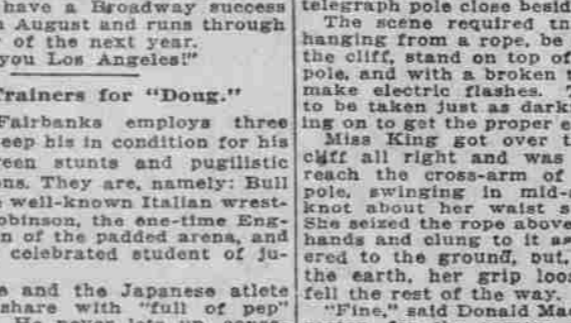 have a Broadway success
August and runs through
of the next year.
you Los Angeles!"
Trainers for "Doug."
Fairbanks employs three
eep his in condition for his
een stunts and pugilistic
ns. They are, namely: Bull
well-known Italian wrest-
obinson, the one-time Eng-
n of the padded arena, and
celebrated student of ju-
e and the Japanese atlete
share with "full of pep"
He never lets up
telegraph pole close besid
The scene required th
hanging from a rope, be
the cliff, stand on top of
pole, and with a broken t
make electric flashes.
to be taken just as dark
ing on to get the proper e
Miss King got over t
cliff all right and was
reach the cross-arm of
pole, swinging in mid-a
knot about her waist s
She seized the rope above
hands and clung to it as
ered to the ground, but,
the earth, her grip loos
fell the rest of the way.
"Fine," said Donald Mac